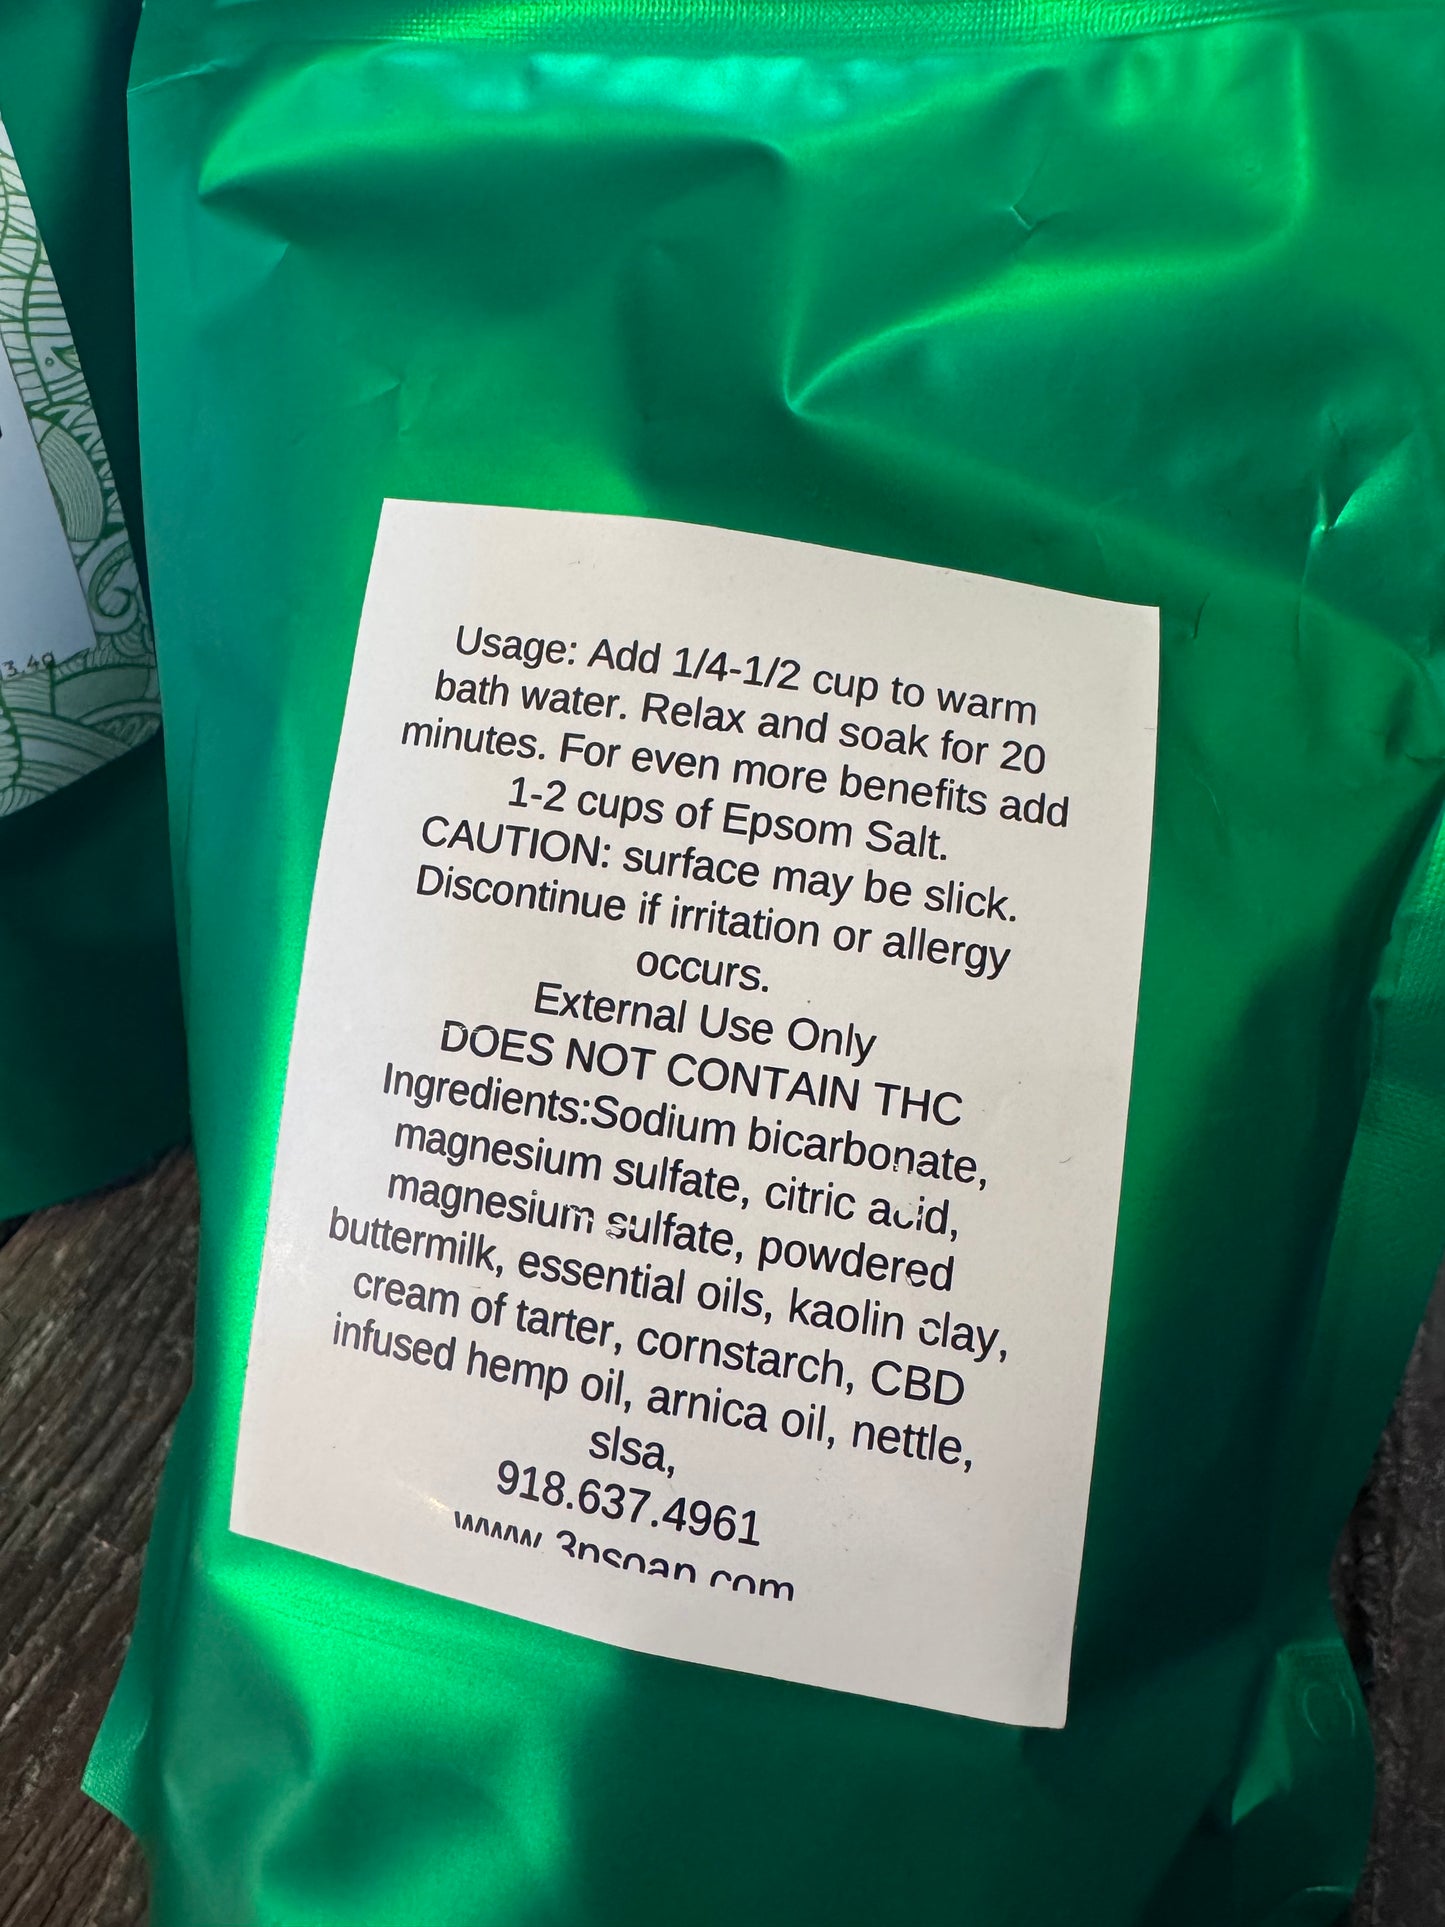 3.4
Usage: Add 1/4-1/2 cup to warm
bath water. Relax and soak for 20
minutes. For even more benefits add
1-2 cups of Epsom Salt.
CAUTION: surface may be slick.
Discontinue if irritation or allergy
occurs.
External Use Only
DOES NOT CONTAIN THC
Ingredients:Sodium bicarbonate,
magnesium sulfate, citric acid,
magnesium sulfate, powdered
buttermilk, essential oils, kaolin clay,
cream of tarter, cornstarch, CBD
infused hemp oil, arnica oil, nettle,
slsa,
918.637.4961